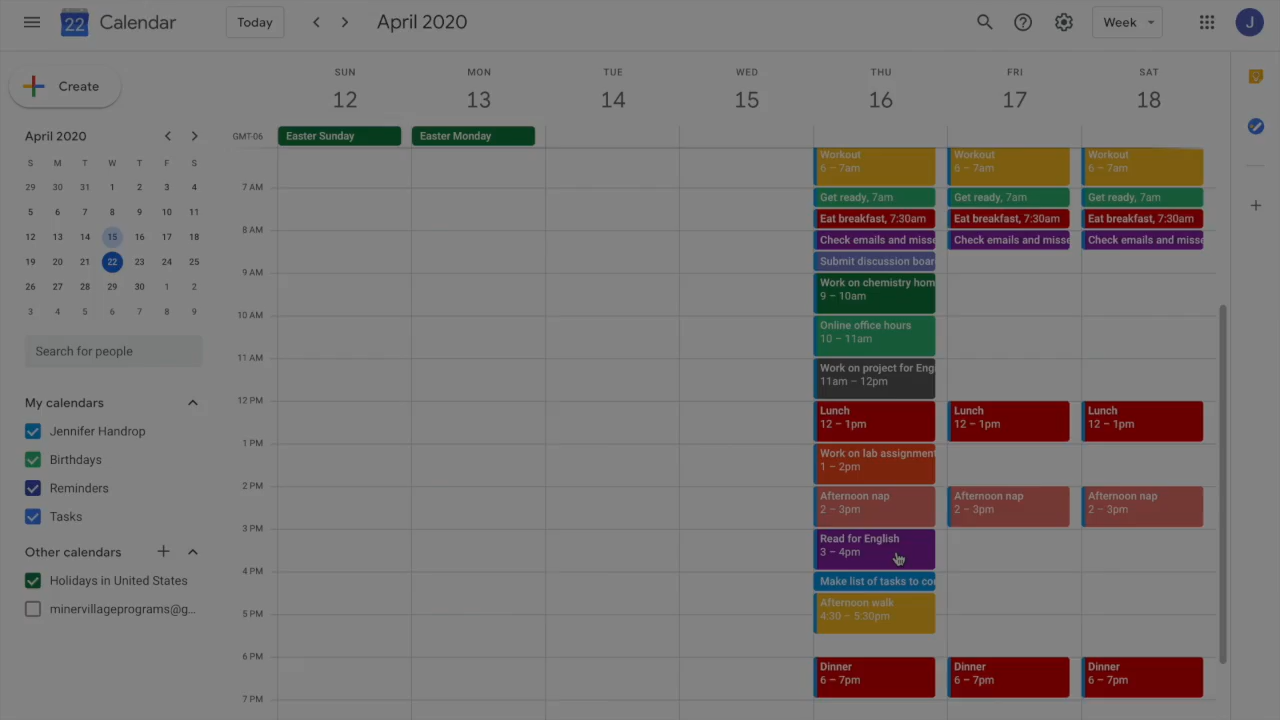 22 Calendar Today April 2020 Week J
Create
April 2020
S M T W T F S
29 30 31 1 2 3 4
5 6 7 8 9 10 11
12 13 14 15 16 17 18
19 20 21 22 23 24 25
26 27 28 29 30 1 2
3 4 5 6 7 8 9
Search for people
My calendars
Jennifer Handrop
Birthdays
Reminders
Tasks
Other calendars
Holidays in United States
minervillageprograms@g...
SUN MON TUE WED THU FRI SAT
12 13 14 15 16 17 18
GMT-06 Easter Sunday Easter Monday
Workout Workout Workout
6 – 7am 6 – 7am 6 – 7am
7 AM
Get ready, 7am Get ready, 7am Get ready, 7am
Eat breakfast, 7:30am Eat breakfast, 7:30am Eat breakfast, 7:30am
8 AM
Check emails and misse Check emails and misse Check emails and misse
Submit discussion boar
9 AM
Work on chemistry hom
9 – 10am
10 AM
Online office hours
10 – 11am
11 AM
Work on project for Eng
11am – 12pm
12 PM
Lunch Lunch Lunch
12 – 1pm 12 – 1pm 12 – 1pm
1 PM
Work on lab assignment
1 – 2pm
2 PM
Afternoon nap Afternoon nap Afternoon nap
2 – 3pm 2 – 3pm 2 – 3pm
3 PM
Read for English
3 – 4pm
4 PM
Make list of tasks to co
Afternoon walk
5 PM
4:30 – 5:30pm
6 PM
Dinner Dinner Dinner
6 – 7pm 6 – 7pm 6 – 7pm
7 PM